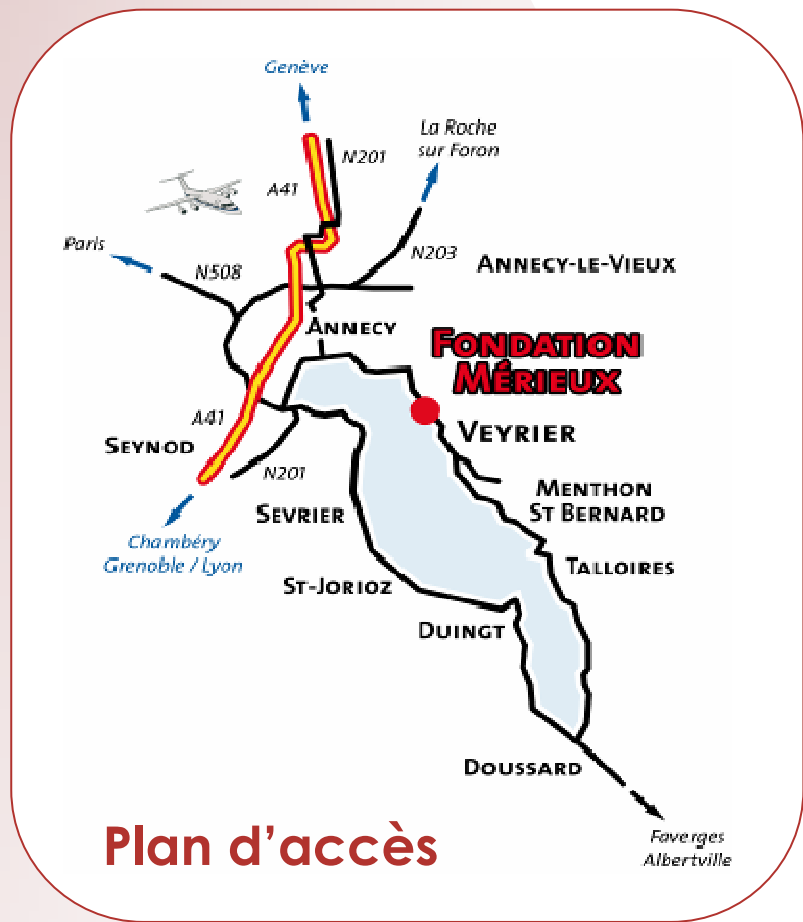 Genève
La Roche
sur Foron
N201
A41
Paris
N203
ANNECY-LE-VIEUX
N508
ANNECY
FONDATION
MÉRIEUX
A41
VEYRIER
SEYNOD
N201
MENTHON
ST BERNARD
SEVRIER
Chambéry
Grenoble / Lyon
TALLOIRES
ST-JORIOZ
DUINGT
DOUSSARD
Plan d'accès
Faverges
Albertville